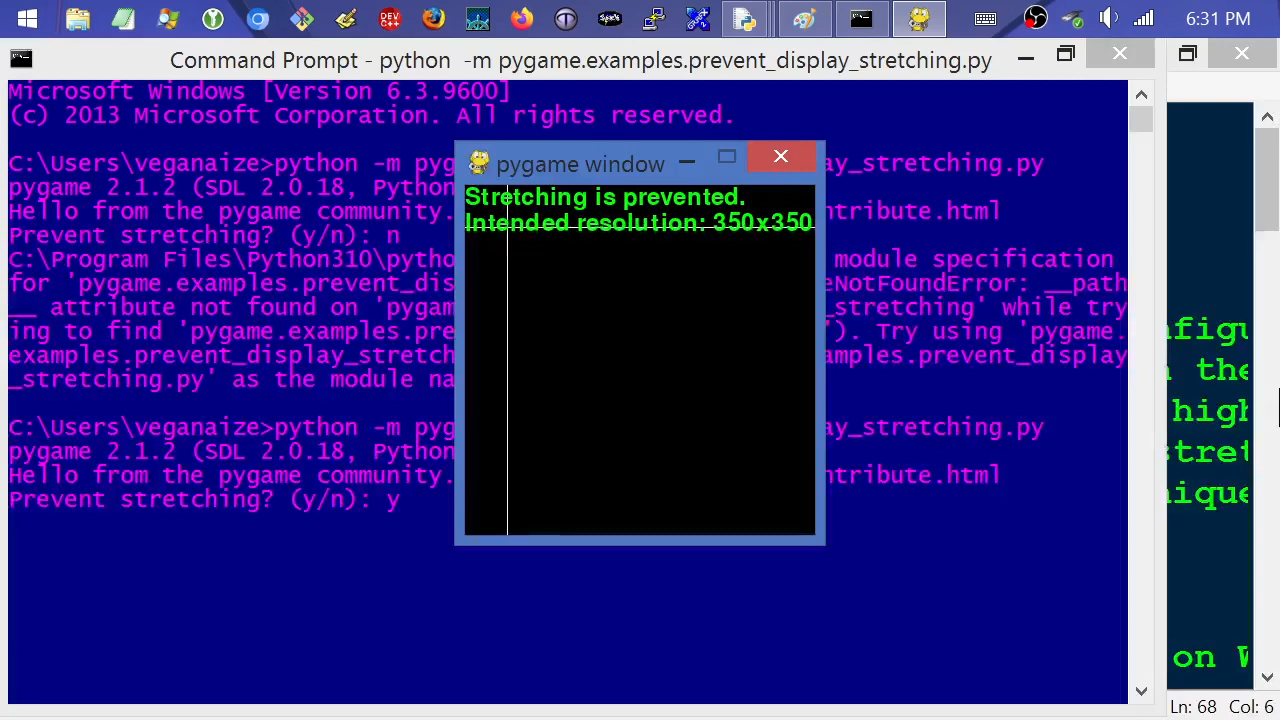 6:31 PM
Command Prompt - python  -m pygame.examples.prevent_display_stretching.py
Microsoft Windows [Version 6.3.9600]
(c) 2013 Microsoft Corporation. All rights reserved.
C:\Users\veganaize>python -m pyg
ay_stretching.py
pygame 2.1.2 (SDL 2.0.18, Python
Hello from the pygame community.
ntribute.html
Prevent stretching? (y/n): n
C:\Program Files\Python310\pytho
module specification
for 'pygame.examples.prevent_dis
eNotFoundError: __path
__ attribute not found on 'pygam
_stretching' while try
ing to find 'pygame.examples.pre
'). Try using 'pygame.
examples.prevent_display_stretch
amples.prevent_display
_stretching.py' as the module na
C:\Users\veganaize>python -m pyg
ay_stretching.py
pygame 2.1.2 (SDL 2.0.18, Python
Hello from the pygame community.
ntribute.html
Prevent stretching? (y/n): y
pygame window
Stretching is prevented.
Intended resolution: 350x350
nfigu
the
high
stret
nique
on W
Ln: 68 Col: 6